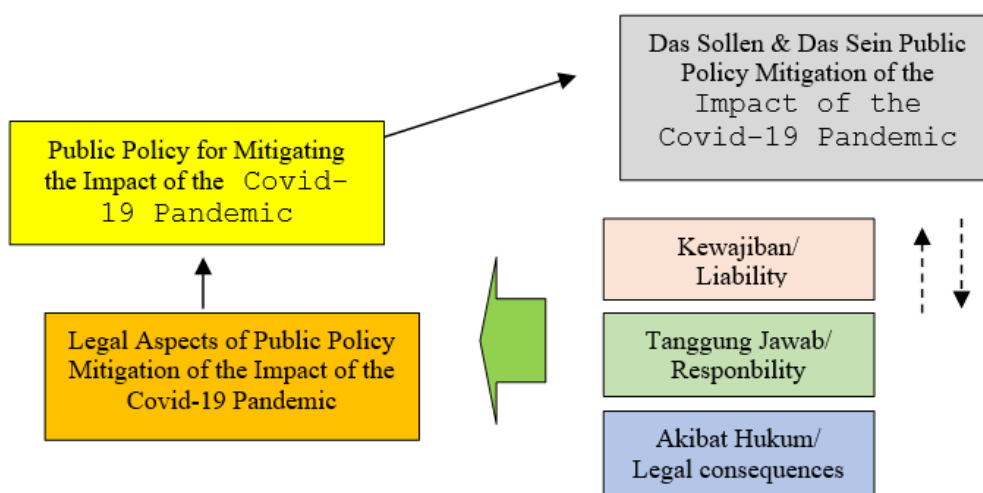 Das Sollen & Das Sein Public
Policy Mitigation of the
Impact of the
Covid-19 Pandemic
Public Policy for Mitigating
the Impact of the Covid-
19 Pandemic
Kewajiban/
Liability
Legal Aspects of Public Policy
Mitigation of the Impact of the
Covid-19 Pandemic
Tanggung Jawab/
Responbility
Akibat Hukum/
Legal consequences